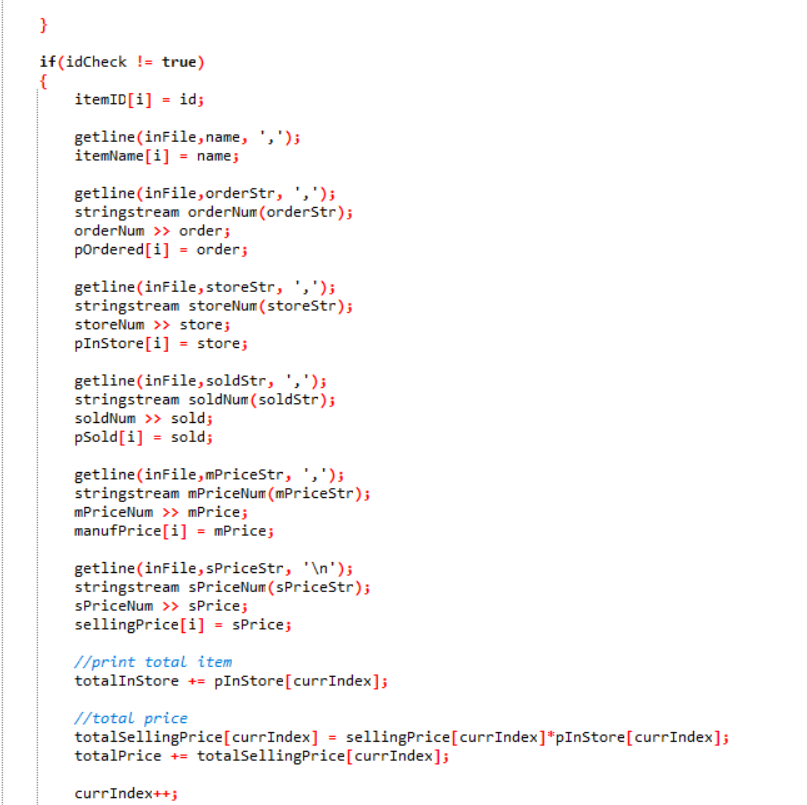 }
if(idCheck != true)
{
itemID[i] = id;
getline(inFile,name, ',');
itemName[i] = name;
getline(inFile,orderStr, ',');
stringstream orderNum(orderStr);
orderNum >> order;
pOrdered[i] = order;
getline(inFile,storeStr, ',');
stringstream storeNum(storeStr);
storeNum >> store;
pInStore[i] = store;
getline(inFile,soldStr, ',');
stringstream soldNum(soldStr);
soldNum >> sold;
pSold[i] = sold;
getline(inFile,mPriceStr, ',');
stringstream mPriceNum(mPriceStr);
mPriceNum >> mPrice;
manufPrice[i] = mPrice;
getline(inFile,sPriceStr, '\n');
stringstream sPriceNum(sPriceStr);
sPriceNum >> sPrice;
sellingPrice[i] = sPrice;
//print total item
totalInStore += pInStore[currIndex];
//total price
totalSellingPrice[currIndex] = sellingPrice[currIndex]*pInStore[currIndex];
totalPrice += totalSellingPrice[currIndex];
currIndex++;